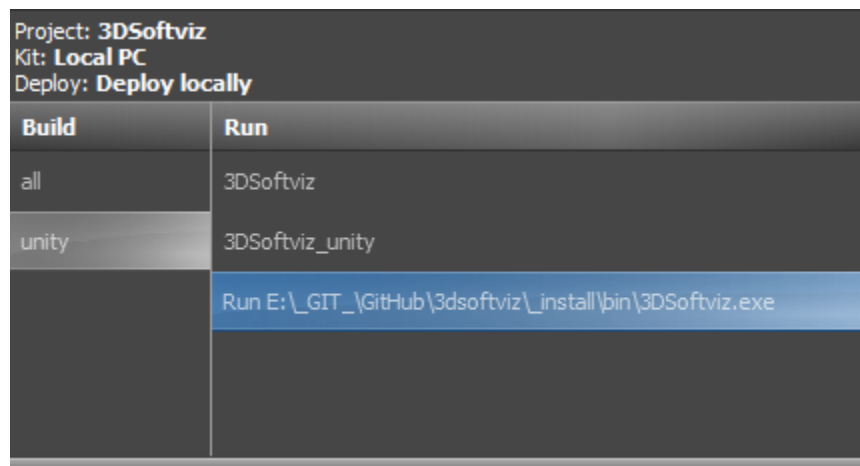 Project: 3DSoftviz
Kit: Local PC
Deploy: Deploy locally
Build Run
all 3DSoftviz
unity 3DSoftviz_unity
Run E:\_GIT_\GitHub\3dsoftviz\_install\bin\3DSoftviz.exe